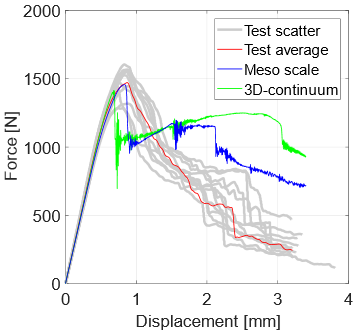 2000
1500
1000
500
0
0
1
2
3
4
Force [N]
Displacement [mm]
Test scatter
Test average
Meso scale
3D-continuum